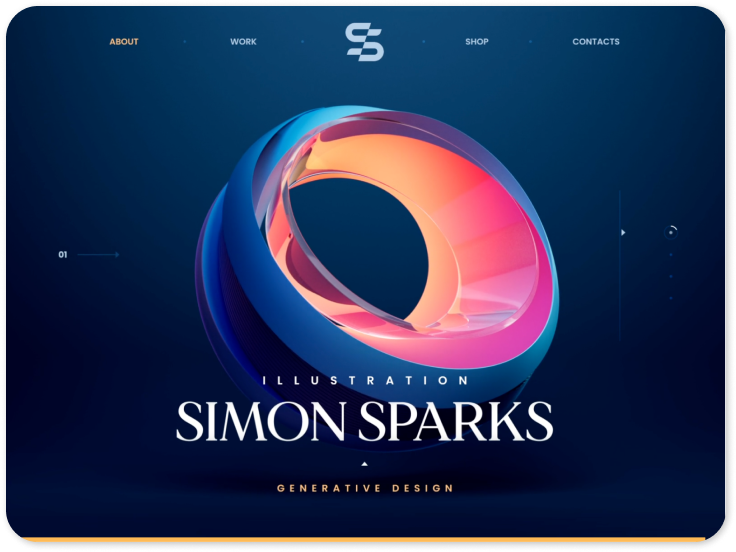 ABOUT
WORK
SHOP
CONTACTS
01
ILLUSTRATION
SIMON SPARKS
GENERATIVE DESIGN